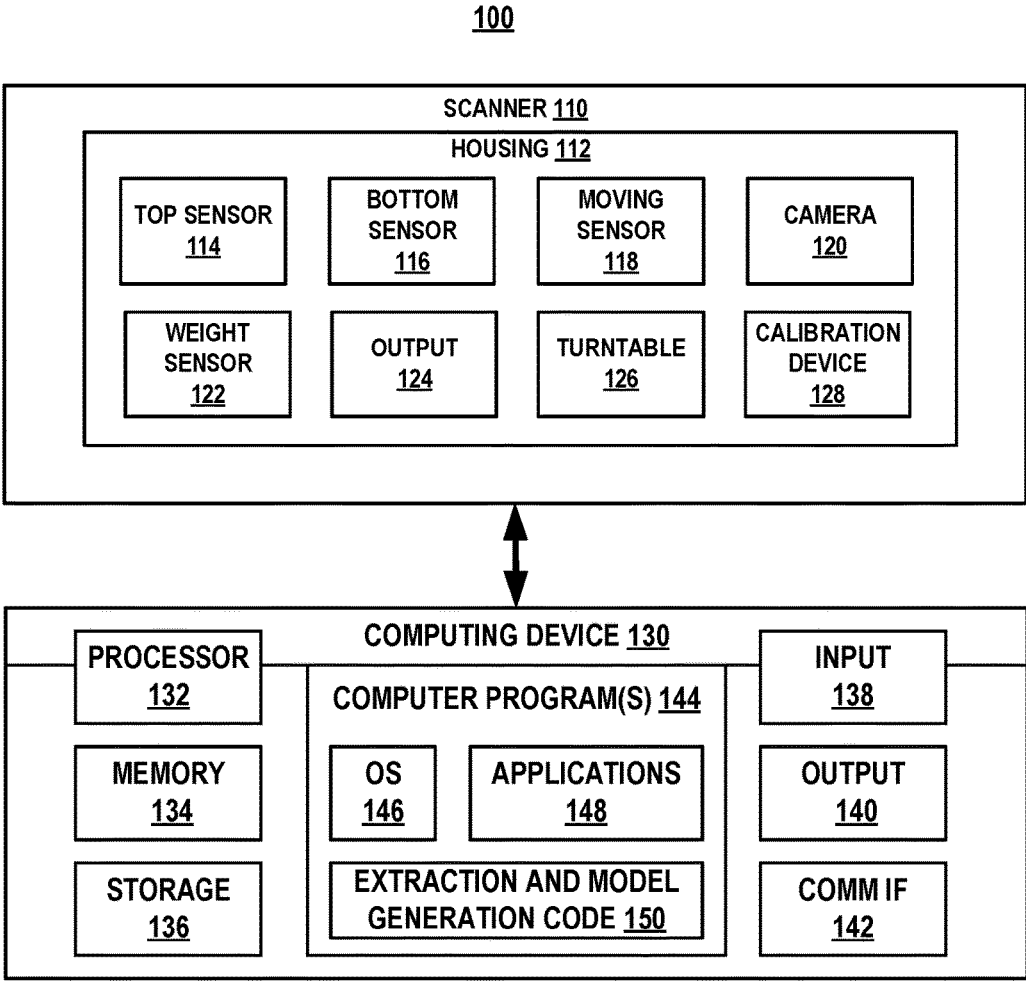 100
SCANNER 110
HOUSING 112
TOP SENSOR
114
BOTTOM
SENSOR
116
MOVING
SENSOR
118
CAMERA
120
WEIGHT
SENSOR
122
OUTPUT
124
TURNTABLE
126
CALIBRATION
DEVICE
128
COMPUTING DEVICE 130
PROCESSOR
132
MEMORY
134
STORAGE
136
COMPUTER PROGRAM(S) 144
OS
146
APPLICATIONS
148
EXTRACTION AND MODEL
GENERATION CODE 150
INPUT
138
OUTPUT
140
COMM IF
142